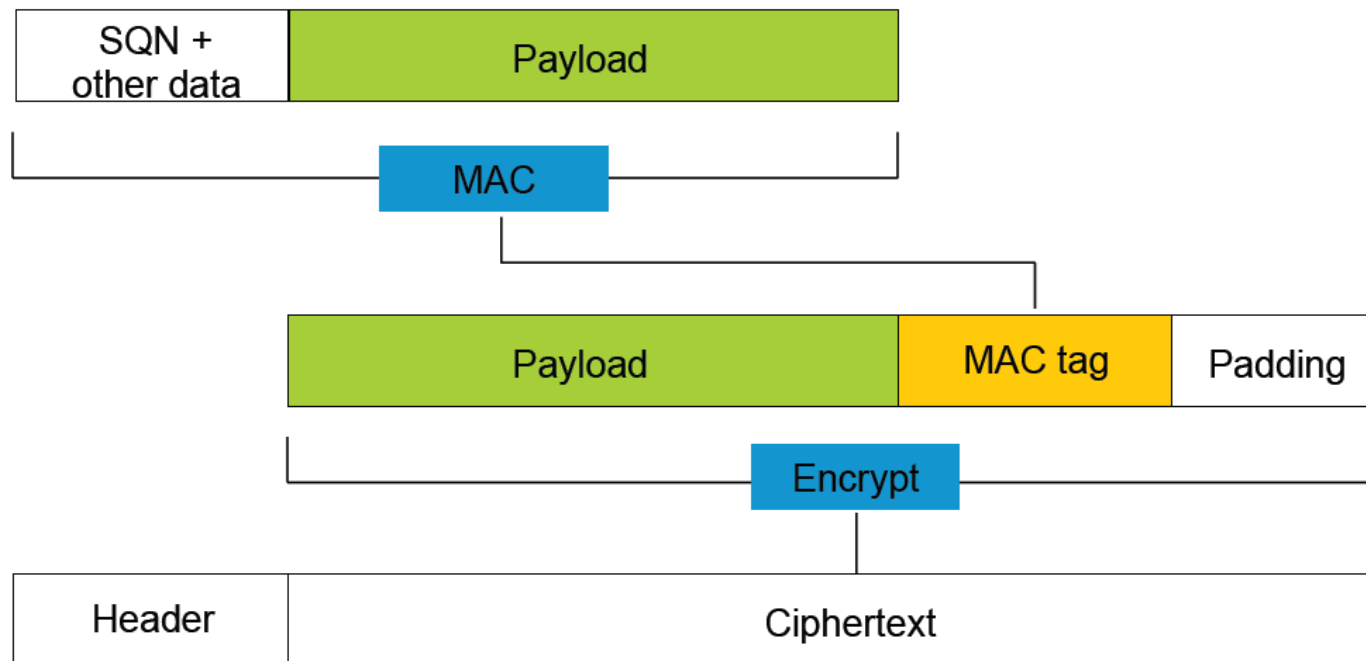 SQN +
other data
Payload
MAC
Payload
MAC tag
Padding
Encrypt
Header
Ciphertext